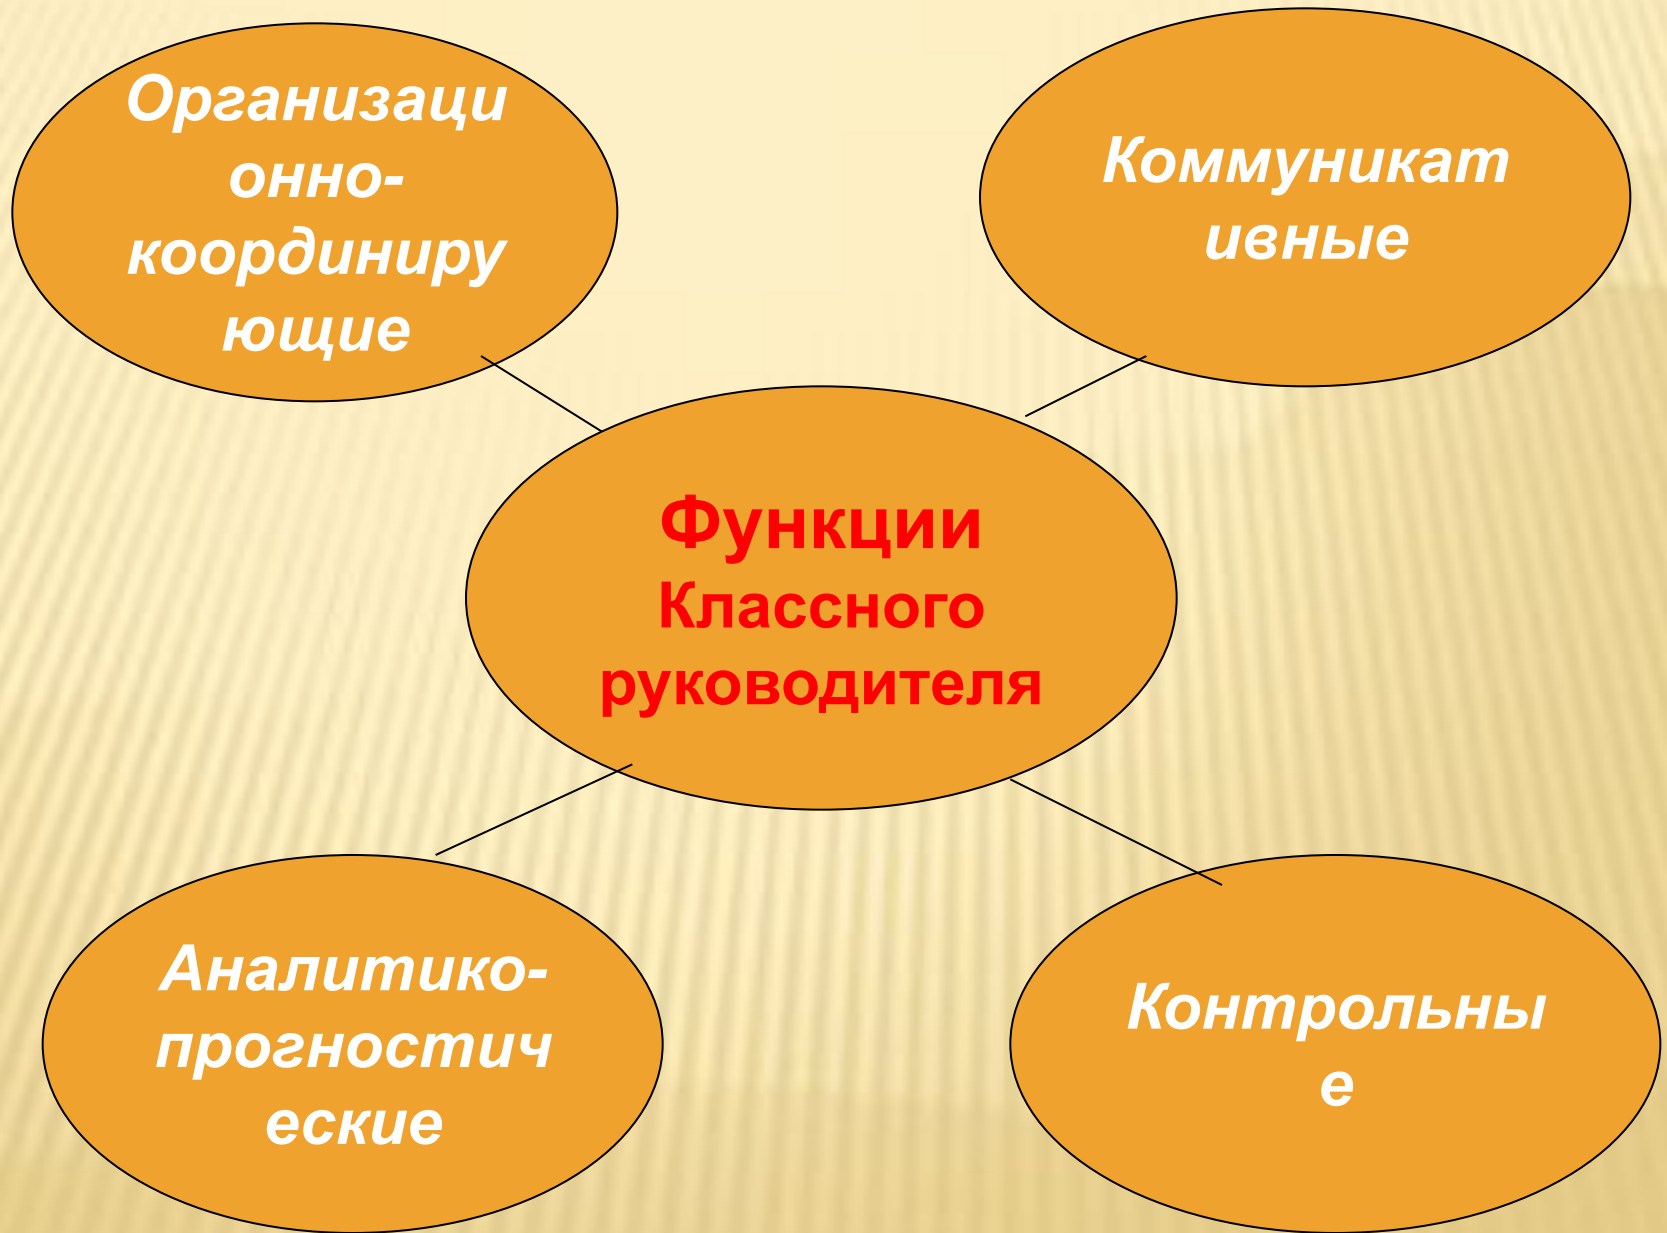 Организаци
онно-
координиру
ющие
Коммуникат
ивные
Функции
Классного
руководителя
Аналитико-
прогностич
еские
Контрольны
е